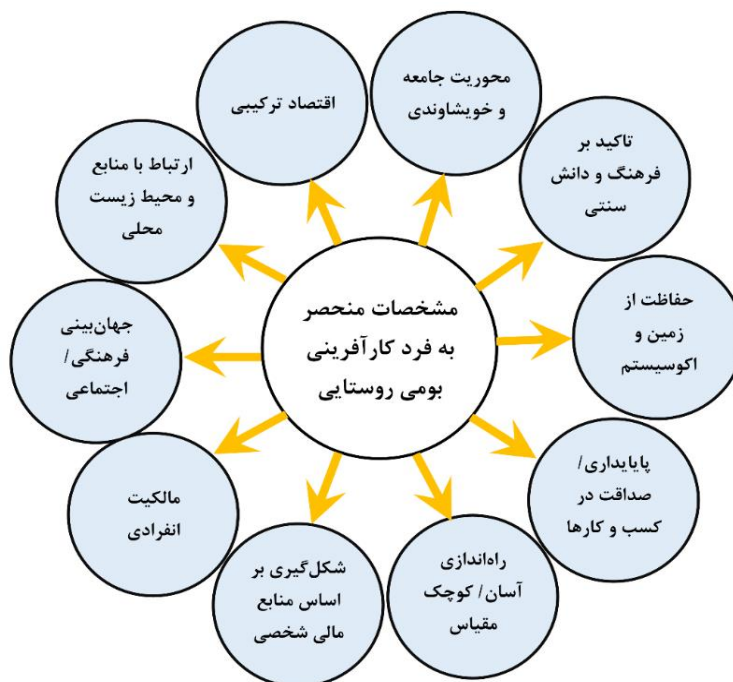 مشخصات منحصر
به فرد کارآفرینی
بومی روستایی
محوریت جامعه
و خویشاوندی
تاکید بر
فرهنگ و دانش
سنتی
حفاظت از
زمین و
اکوسیستم
پایایداری/
صداقت در
کسب و کارها
راه‌اندازی
آسان/ کوچک
مقیاس
شکل‌گیری بر
اساس منابع
مالی شخصی
مالکیت
انفرادی
جهان‌بینی
فرهنگی/
اجتماعی
ارتباط با منابع
و محیط زیست
محلی
اقتصاد ترکیبی